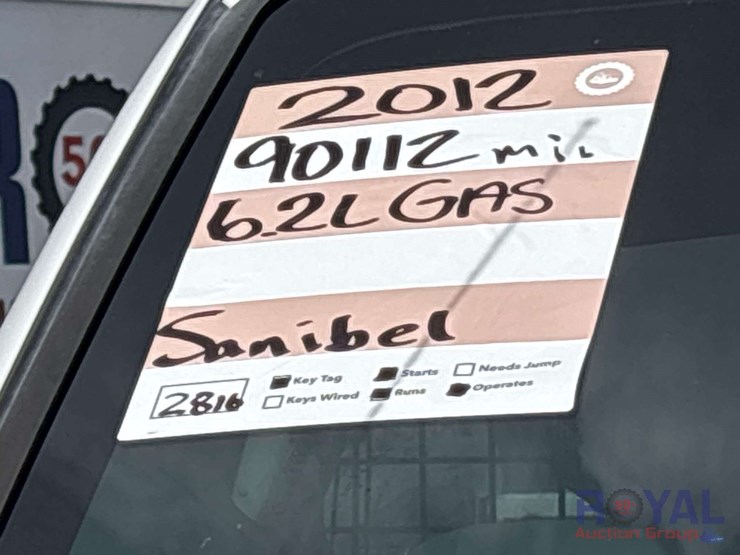 2012
90112 mil
6.2L GAS
Sanibel
2816
Key Tag
Starts
Needs Jump
Keys Wired
Runs
Operates
ROYAL
Auction Group